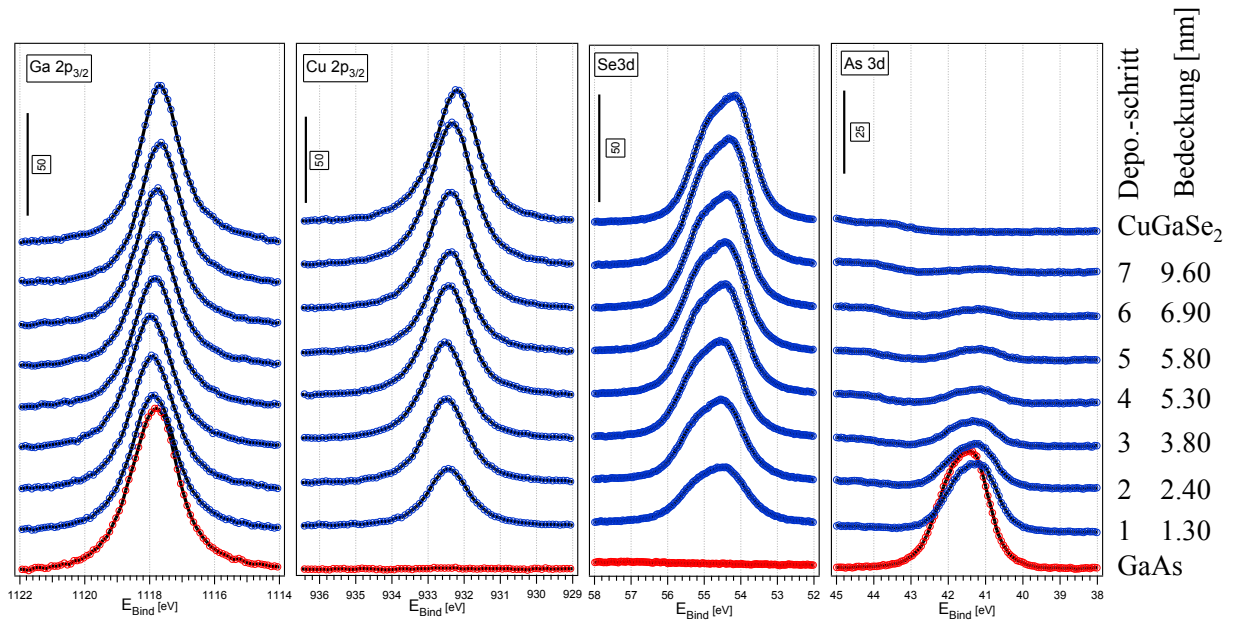 Ga 2p3/2
50
1122 1120 1118 1116 1114
EBind [eV]
Cu 2p3/2
50
936 935 934 933 932 931 930 929
EBind [eV]
Se3d
50
58 57 56 55 54 53 52
EBind [eV]
As 3d
25
45 44 43 42 41 40 39 38
EBind [eV]
Depo.-schritt
Bedeckung [nm]
CuGaSe2
7 9.60
6 6.90
5 5.80
4 5.30
3 3.80
2 2.40
1 1.30
GaAs